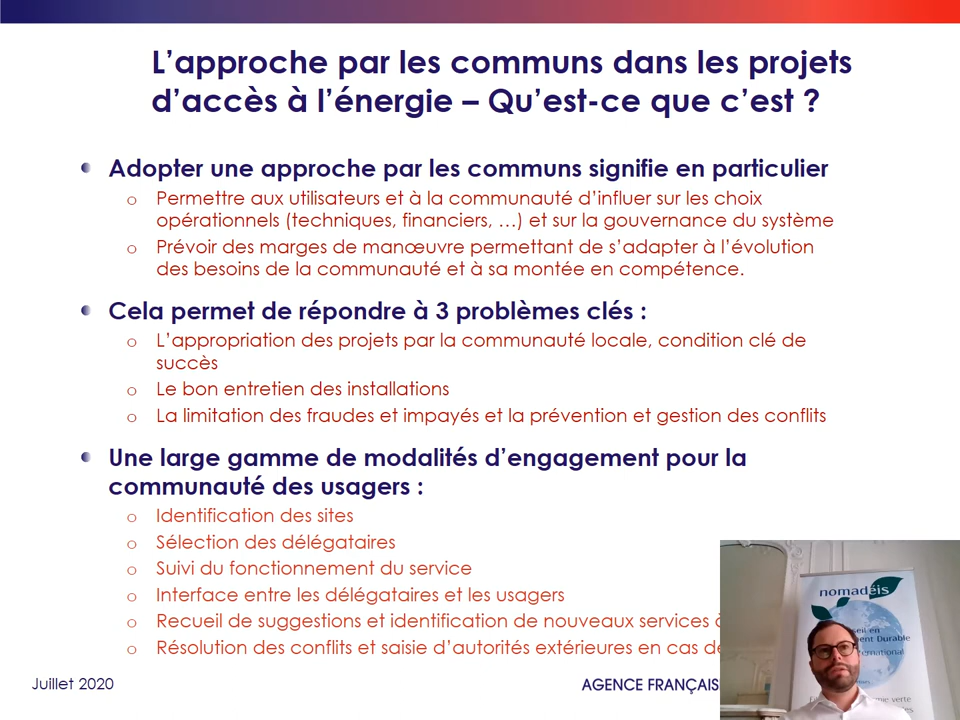 L'approche par les communs dans les projets
d'accès à l'énergie – Qu'est-ce que c'est ?
Adopter une approche par les communs signifie en particulier
Permettre aux utilisateurs et à la communauté d'influer sur les choix
opérationnels (techniques, financiers, …) et sur la gouvernance du système
Prévoir des marges de manœuvre permettant de s'adapter à l'évolution
des besoins de la communauté et à sa montée en compétence.
Cela permet de répondre à 3 problèmes clés :
L'appropriation des projets par la communauté locale, condition clé de
succès
Le bon entretien des installations
La limitation des fraudes et impayés et la prévention et gestion des conflits
Une large gamme de modalités d'engagement pour la
communauté des usagers :
Identification des sites
Sélection des délégataires
Suivi du fonctionnement du service
Interface entre les délégataires et les usagers
Recueil de suggestions et identification de nouveaux services
Résolution des conflits et saisie d'autorités extérieures en cas
Juillet 2020
AGENCE FRANÇAIS
nomadéis
seil en
ent Durable
ernational